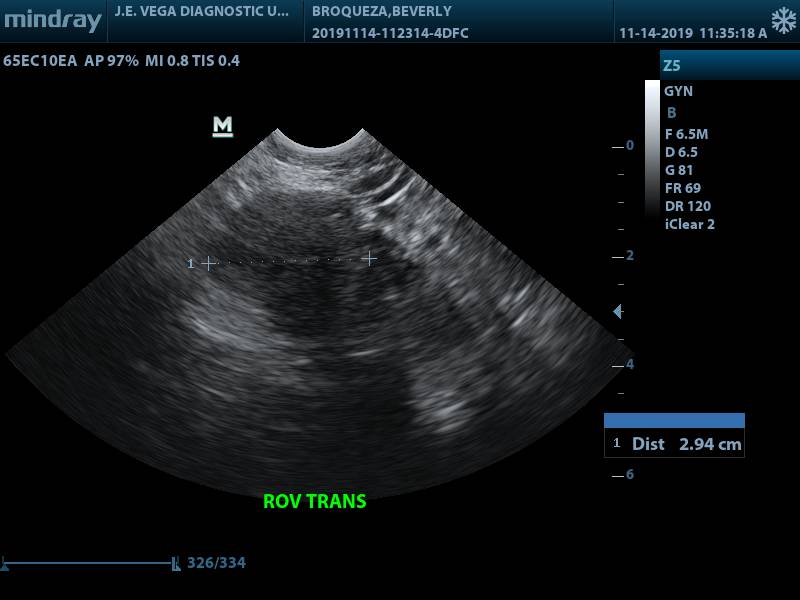 mindray
J.E. VEGA DIAGNOSTIC U...
BROQUEZA,BEVERLY
20191114-112314-4DFC
11-14-2019 11:35:18 A
65EC10EA AP 97% MI 0.8 TIS 0.4
Z5
GYN
B
F 6.5M
D 6.5
G 81
FR 69
DR 120
iClear 2
M
0
2
4
6
1
1 Dist 2.94 cm
ROV TRANS
326/334